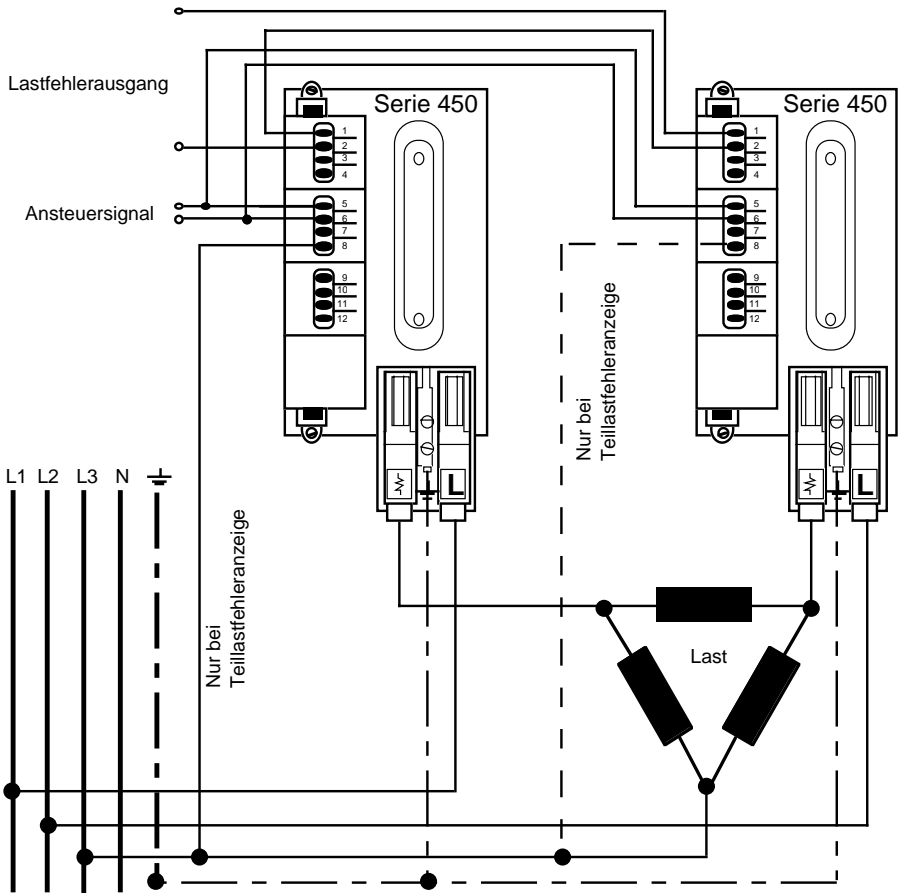 Lastfehlerausgang
Ansteuersignal
Serie 450
1
2
3
4
5
6
7
8
9
10
11
12
L
Serie 450
1
2
3
4
5
6
7
8
9
10
11
12
L
Nur bei
Teillastfehleranzeige
L1 L2 L3 N
Nur bei
Teillastfehleranzeige
Last